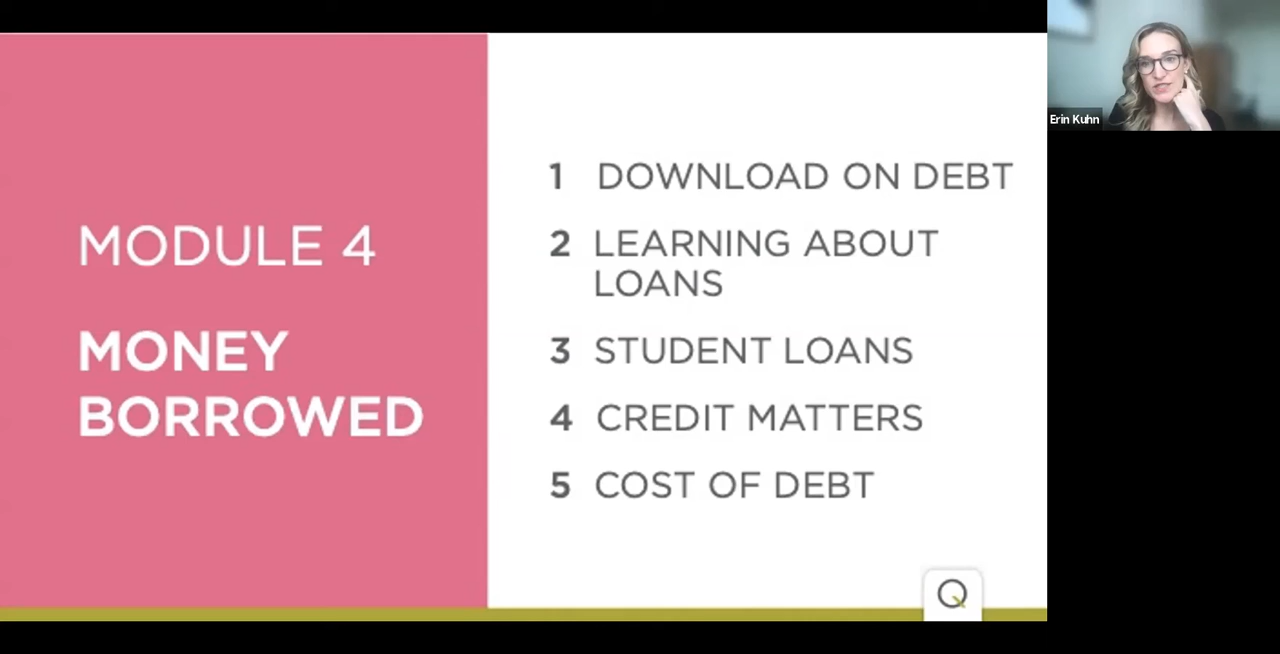 MODULE 4
MONEY
BORROWED
1 DOWNLOAD ON DEBT
2 LEARNING ABOUT
LOANS
3 STUDENT LOANS
4 CREDIT MATTERS
5 COST OF DEBT
Q
Erin Kuhn